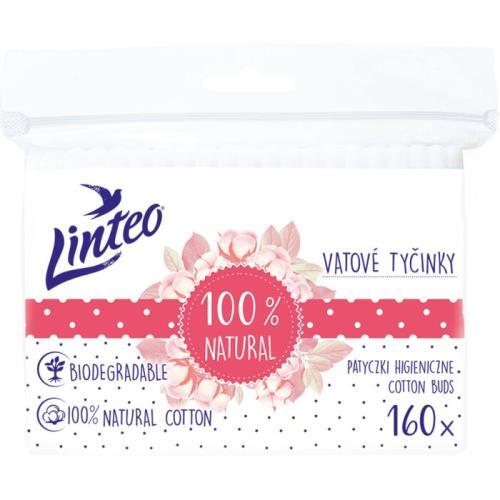 Linteo
VATOVÉ TYČINKY
100%
NATURAL
BIODEGRADABLE
100% NATURAL COTTON
PATYCZKI HIGIENICZNE
COTTON BUDS
160x